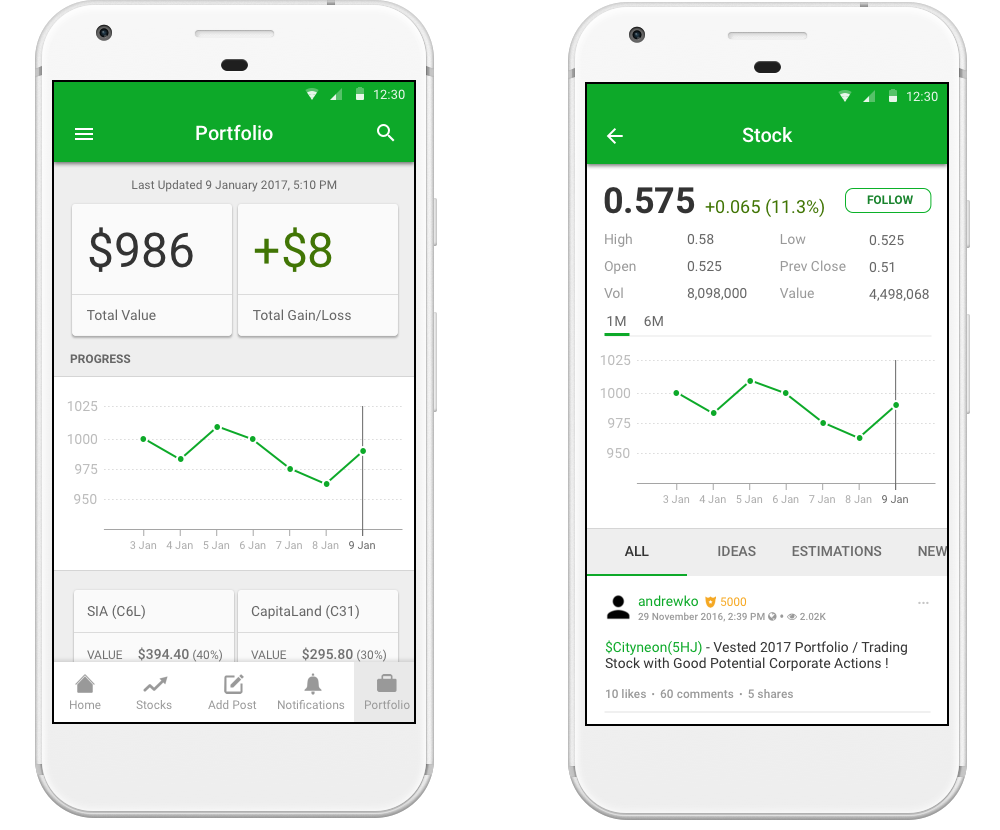 12:30
Portfolio
Last Updated 9 January 2017, 5:10 PM
$986
+$8
Total Value
Total Gain/Loss
PROGRESS
1025
1000
975
950
3 Jan 4 Jan 5 Jan 6 Jan 7 Jan 8 Jan 9 Jan
SIA (C6L)
CapitaLand (C31)
VALUE $394.40 (40%)
VALUE $295.80 (30%)
Home Stocks Add Post Notifications Portfolio
12:30
Stock
0.575 +0.065 (11.3%) FOLLOW
High 0.58 Low 0.525
Open 0.525 Prev Close 0.51
Vol 8,098,000 Value 4,498,068
1M 6M
1025
1000
975
950
3 Jan 4 Jan 5 Jan 6 Jan 7 Jan 8 Jan 9 Jan
ALL IDEAS ESTIMATIONS NEW
andrewko 5000
29 November 2016, 2:39 PM • 2.02K
$Cityneon(5HJ) - Vested 2017 Portfolio / Trading
Stock with Good Potential Corporate Actions !
10 likes • 60 comments • 5 shares